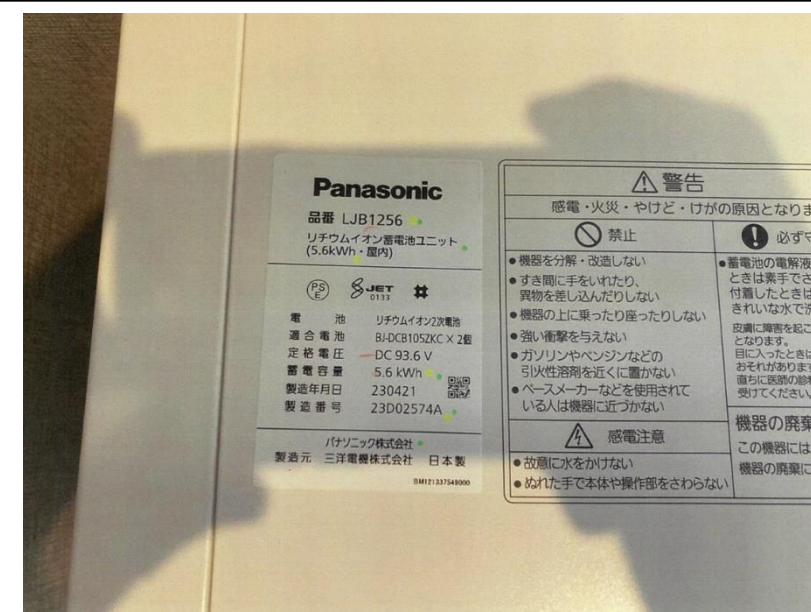 Panasonic
品番 LJB1256
リチウムイオン蓄電池ユニット
(5.6kWh・屋内)
PS
E
JET
0133
電池 リチウムイオン2次電池
適合電池 BJ-DCB105ZKC × 2個
定格電圧 DC 93.6 V
蓄電容量 5.6 kWh
製造年月日 230421
製造番号 23D02574A
パナソニック株式会社
製造元 三洋電機株式会社 日本製
BM121337548000
警告
感電・火災・やけど・けがの原因となりま
禁止
●機器を分解・改造しない
●すき間に手をいれたり、
異物を差し込んだりしない
●機器の上に乗ったり座ったりしない
●強い衝撃を与えない
●ガソリンやベンジンなどの
引火性溶剤を近くに置かない
●ペースメーカーなどを使用されて
いる人は機器に近づかない
感電注意
●故意に水をかけない
●ぬれた手で本体や操作部をさわらない
必ず
●蓄電池の電解液
ときは素手でさ
付着したときは
きれいな水で洗
皮膚に障害を起こ
となります。
目に入ったときに
おそれがあります
直ちに医師の診
受けてください。
機器の廃棄
この機器には
機器の廃棄に